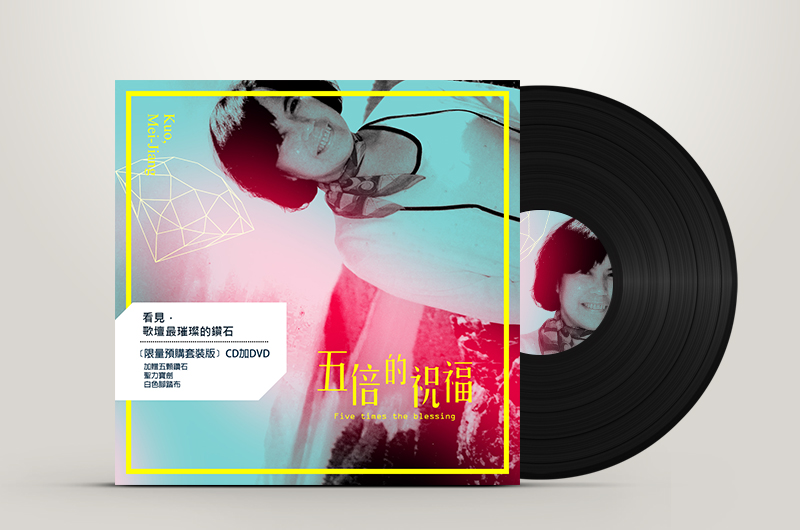 Kuo,
Mei-Jiang
看見．
歌壇最璀璨的鑽石
〔限量預購套裝版〕 CD加DVD
加贈五顆鑽石
聖力寶劍
白色腳踏布
五倍的祝福
Five times the blessing